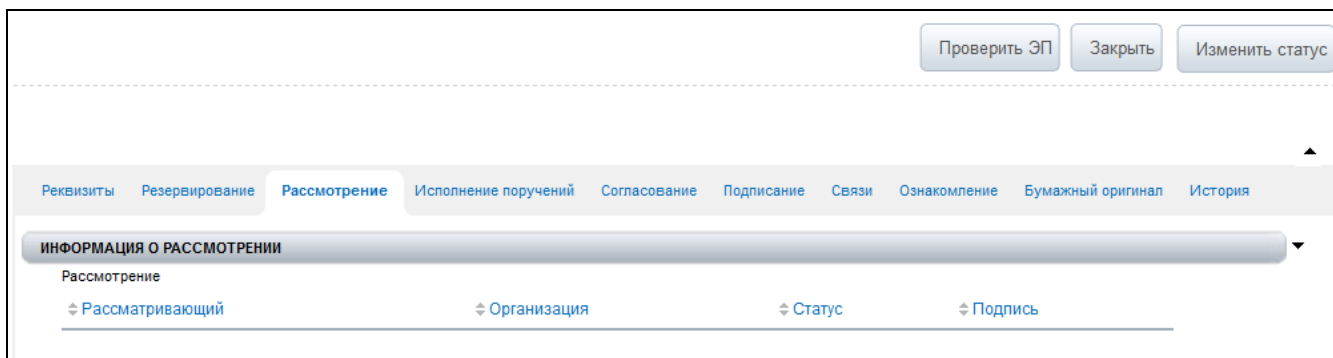 Проверить ЭП Закрыть Изменить статус
Реквизиты Резервирование Рассмотрение Исполнение поручений Согласование Подписание Связи Ознакомление Бумажный оригинал История
ИНФОРМАЦИЯ О РАССМОТРЕНИИ
Рассмотрение
Рассматривающий Организация Статус Подпись